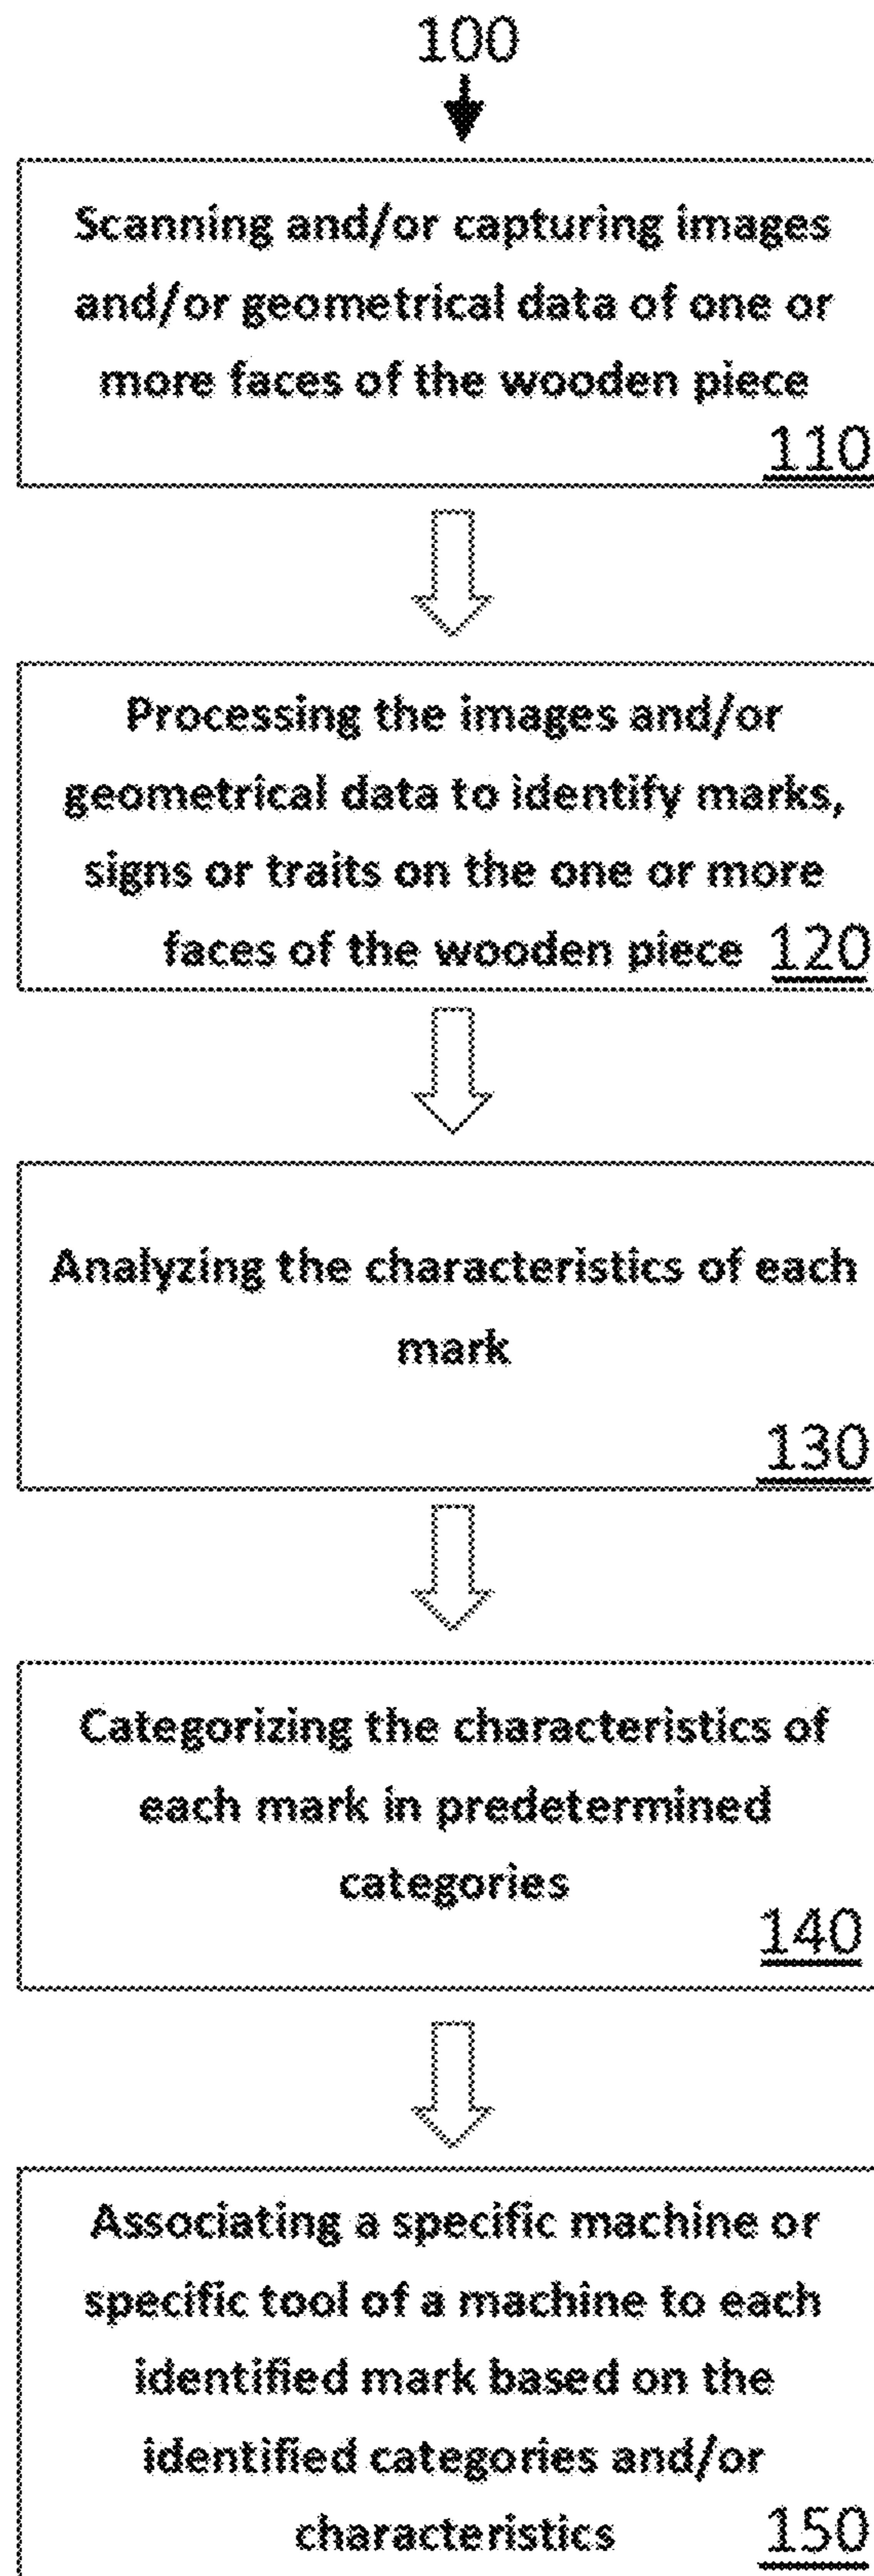 100
Scanning and/or capturing images
and/or geometrical data of one or
more faces of the wooden piece
110
Processing the images and/or
geometrical data to identify marks,
signs or traits on the one or more
faces of the wooden piece 120
Analyzing the characteristics of each
mark
130
Categorizing the characteristics of
each mark in predetermined
categories
140
Associating a specific machine or
specific tool of a machine to each
identified mark based on the
identified categories and/or
characteristics 150